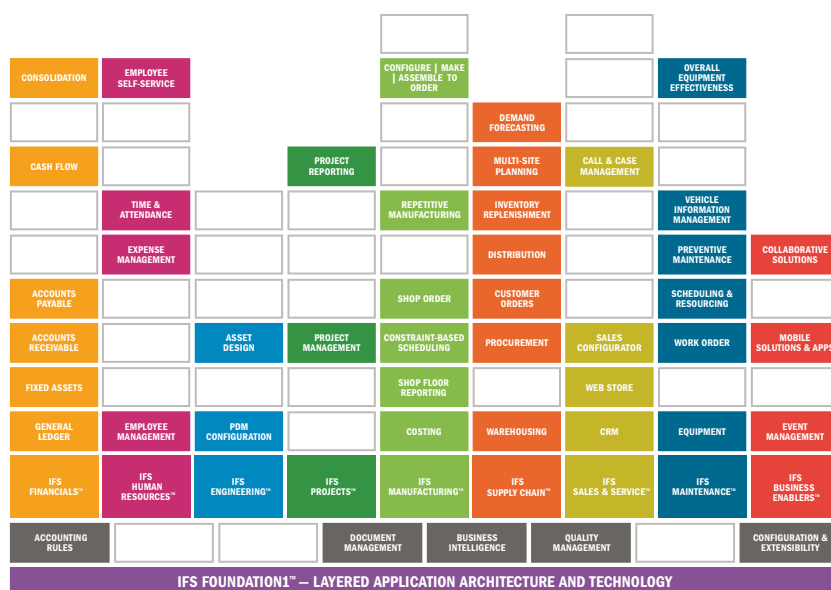 CONFIGURE | MAKE
| ASSEMBLE TO
ORDER
CONSOLIDATION
EMPLOYEE
SELF-SERVICE
OVERALL
EQUIPMENT
EFFECTIVENESS
DEMAND
FORECASTING
CASH FLOW
PROJECT
REPORTING
MULTI-SITE
PLANNING
CALL & CASE
MANAGEMENT
TIME &
ATTENDANCE
REPETITIVE
MANUFACTURING
INVENTORY
REPLENISHMENT
VEHICLE
INFORMATION
MANAGEMENT
EXPENSE
MANAGEMENT
DISTRIBUTION
PREVENTIVE
MAINTENANCE
COLLABORATIVE
SOLUTIONS
ACCOUNTS
PAYABLE
SHOP ORDER
CUSTOMER
ORDERS
SCHEDULING &
RESOURCING
ACCOUNTS
RECEIVABLE
ASSET
DESIGN
PROJECT
MANAGEMENT
CONSTRAINT-BASED
SCHEDULING
PROCUREMENT
SALES
CONFIGURATOR
WORK ORDER
MOBILE
SOLUTIONS & APPS
FIXED ASSETS
SHOP FLOOR
REPORTING
WEB STORE
GENERAL
LEDGER
EMPLOYEE
MANAGEMENT
PDM
CONFIGURATION
COSTING
WAREHOUSING
CRM
EQUIPMENT
EVENT
MANAGEMENT
IFS
FINANCIALS™
IFS
HUMAN
RESOURCES™
IFS
ENGINEERING™
IFS
PROJECTS™
IFS
MANUFACTURING™
IFS
SUPPLY CHAIN™
IFS
SALES & SERVICE™
IFS
MAINTENANCE™
IFS
BUSINESS
ENABLERS™
ACCOUNTING
RULES
DOCUMENT
MANAGEMENT
BUSINESS
INTELLIGENCE
QUALITY
MANAGEMENT
CONFIGURATION &
EXTENSIBILITY
IFS FOUNDATION1™ — LAYERED APPLICATION ARCHITECTURE AND TECHNOLOGY